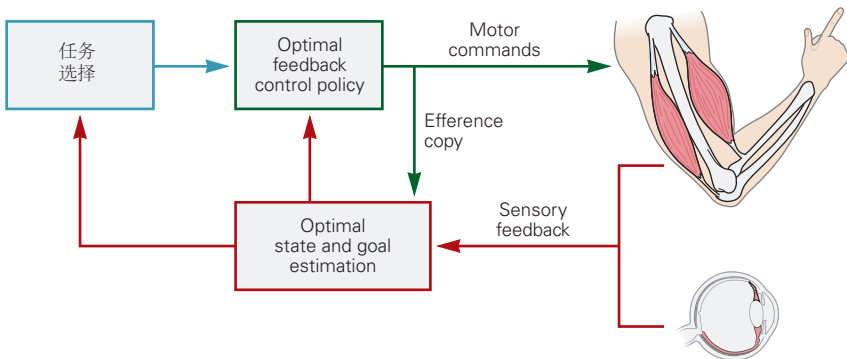 任务
选择
Optimal
feedback
control policy
Motor
commands
Efference
copy
Optimal
state and goal
estimation
Sensory
feedback